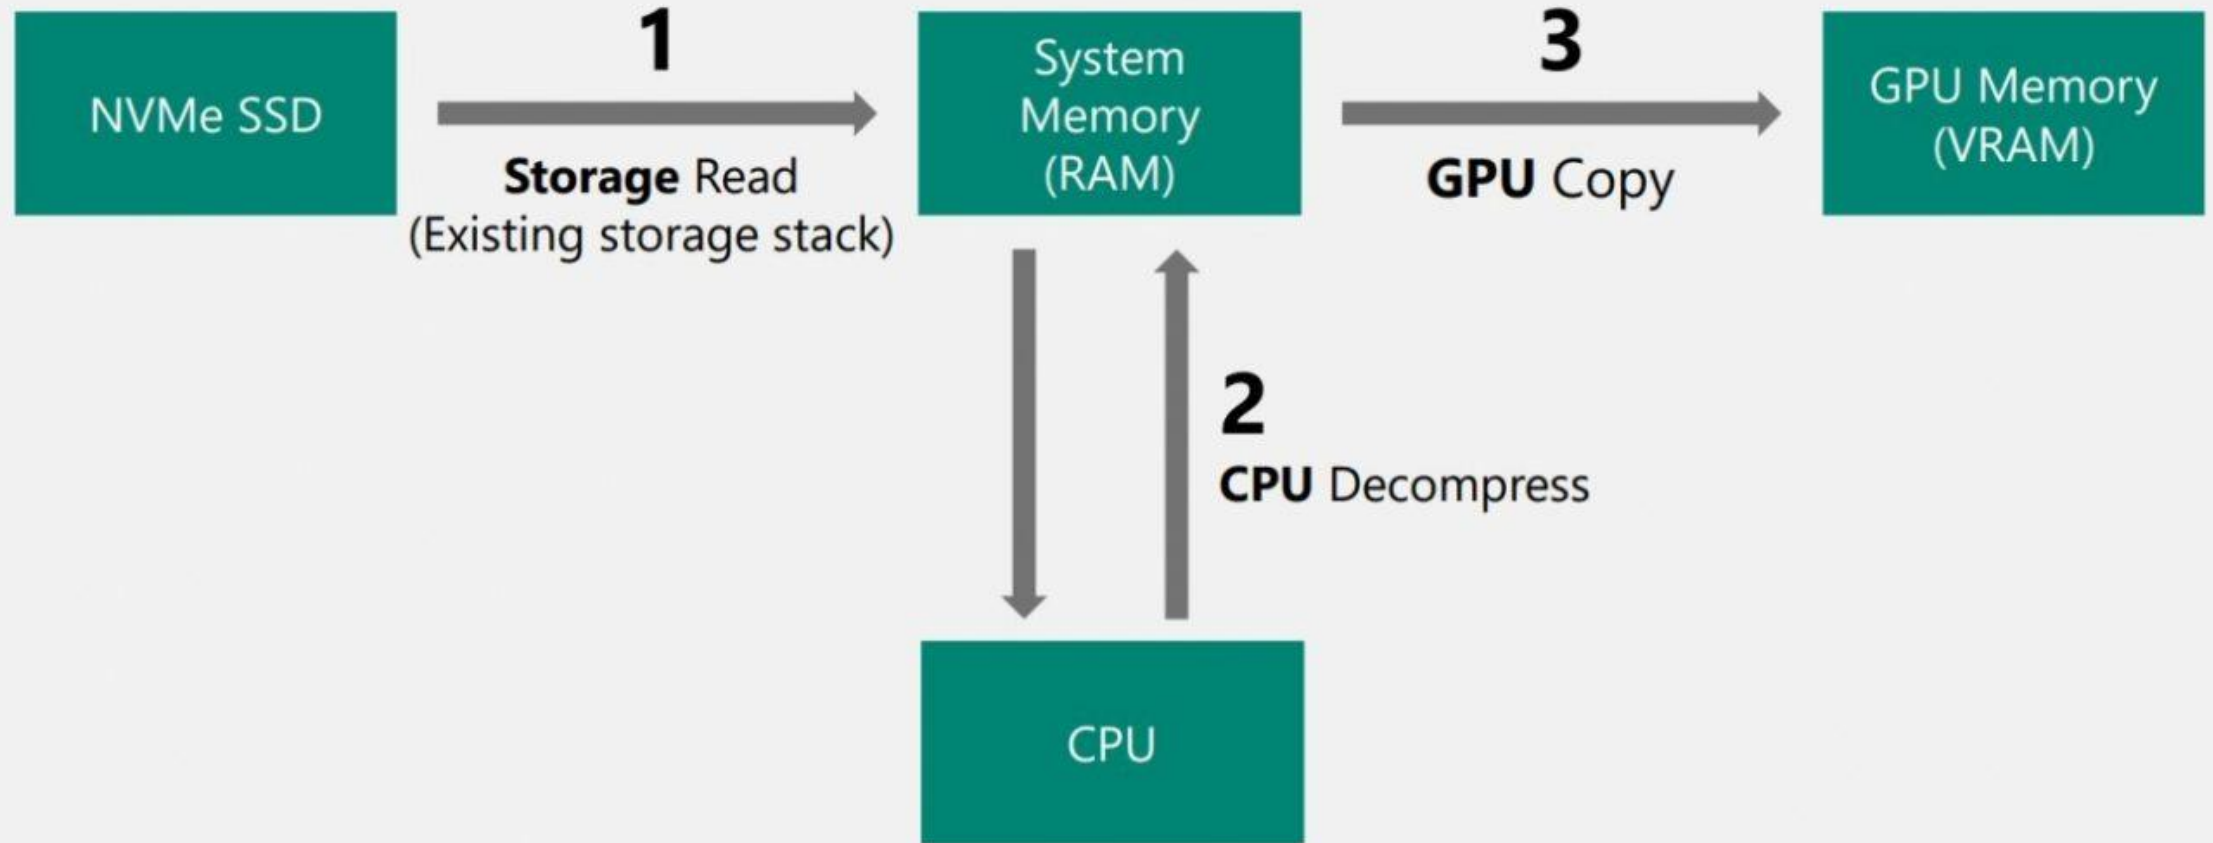 NVMe SSD
1
Storage Read
(Existing storage stack)
System
Memory
(RAM)
3
GPU Copy
GPU Memory
(VRAM)
2
CPU Decompress
CPU